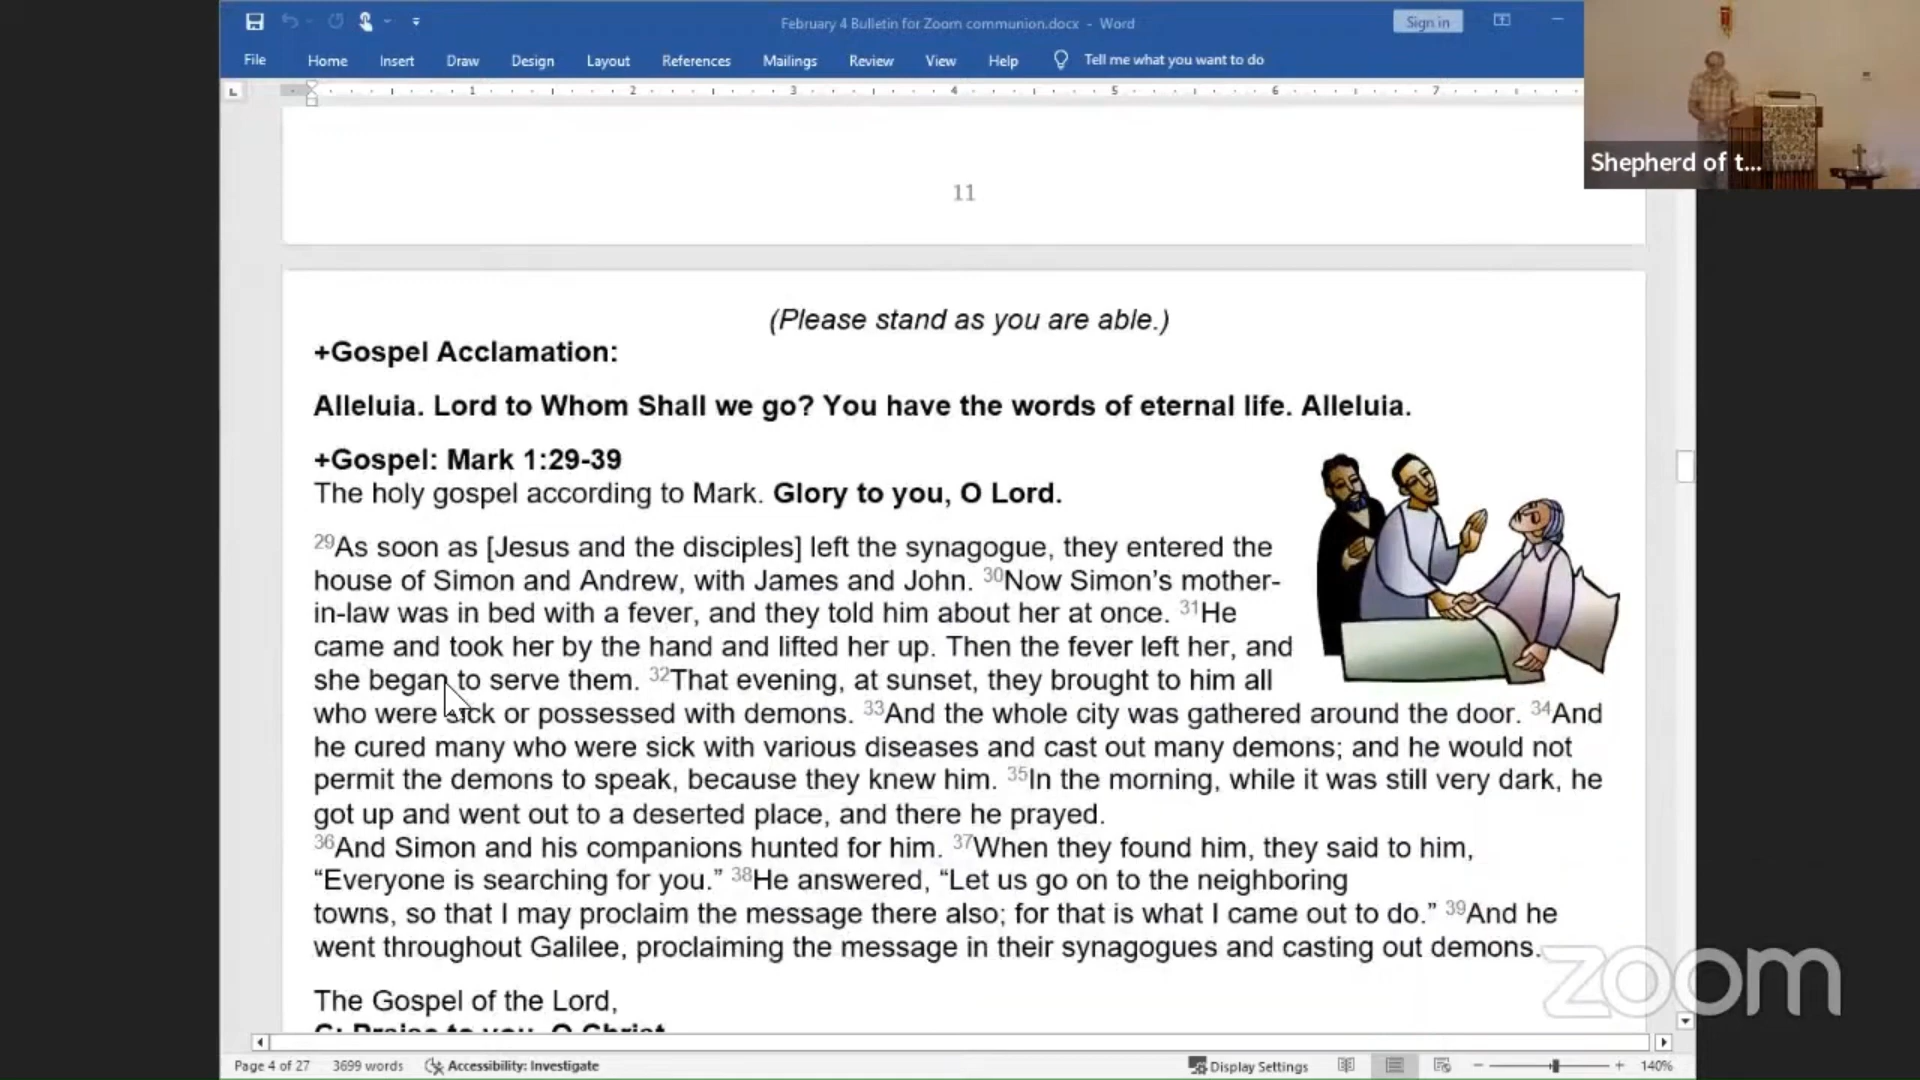 February 4 Bulletin for Zoom communion.docx - Word
Sign in
File Home Insert Draw Design Layout References Mailings Review View Help Tell me what you want to do
1 2 3 4 5 6 7
Shepherd of t...
11
(Please stand as you are able.)
+Gospel Acclamation:
Alleluia. Lord to Whom Shall we go? You have the words of eternal life. Alleluia.
+Gospel: Mark 1:29-39
The holy gospel according to Mark. Glory to you, O Lord.
29As soon as [Jesus and the disciples] left the synagogue, they entered the
house of Simon and Andrew, with James and John. 30Now Simon’s mother-
in-law was in bed with a fever, and they told him about her at once. 31He
came and took her by the hand and lifted her up. Then the fever left her, and
she began to serve them. 32That evening, at sunset, they brought to him all
who were sick or possessed with demons. 33And the whole city was gathered around the door. 34And
he cured many who were sick with various diseases and cast out many demons; and he would not
permit the demons to speak, because they knew him. 35In the morning, while it was still very dark, he
got up and went out to a deserted place, and there he prayed.
36And Simon and his companions hunted for him. 37When they found him, they said to him,
“Everyone is searching for you.” 38He answered, “Let us go on to the neighboring
towns, so that I may proclaim the message there also; for that is what I came out to do.” 39And he
went throughout Galilee, proclaiming the message in their synagogues and casting out demons.
The Gospel of the Lord,
C: Praise to you, O Christ
zoom
Page 4 of 27 3699 words Accessibility: Investigate Display Settings 140%